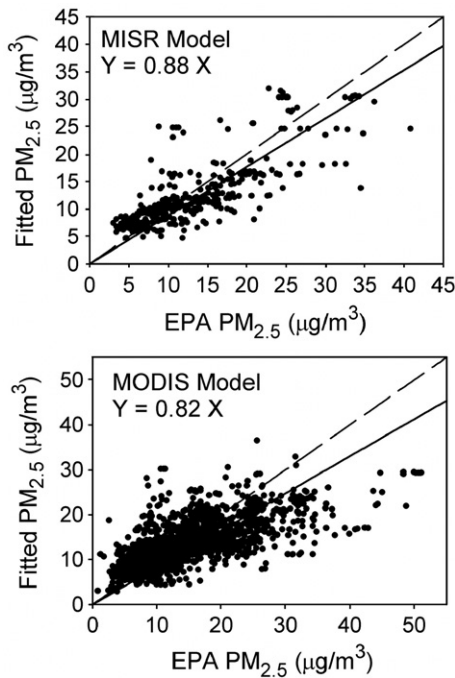 MISR Model
Y = 0.88 X
Fitted PM2.5 (μg/m3)
45
40
35
30
25
20
15
10
5
0
0 5 10 15 20 25 30 35 40 45
EPA PM2.5 (μg/m3)
MODIS Model
Y = 0.82 X
Fitted PM2.5 (μg/m3)
50
40
30
20
10
0
0 10 20 30 40 50
EPA PM2.5 (μg/m3)